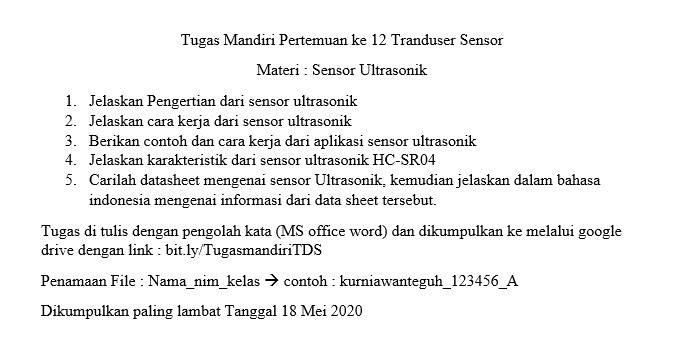 Tugas Mandiri Pertemuan ke 12 Tranduser Sensor
Materi : Sensor Ultrasonik
1. Jelaskan Pengertian dari sensor ultrasonik
2. Jelaskan cara kerja dari sensor ultrasonik
3. Berikan contoh dan cara kerja dari aplikasi sensor ultrasonik
4. Jelaskan karakteristik dari sensor ultrasonik HC-SR04
5. Carilah datasheet mengenai sensor Ultrasonik, kemudian jelaskan dalam bahasa
indonesia mengenai informasi dari data sheet tersebut.
Tugas di tulis dengan pengolah kata (MS office word) dan dikumpulkan ke melalui google
drive dengan link : bit.ly/TugasmandiriTDS
Penamaan File : Nama_nim_kelas → contoh : kurniawanteguh_123456_A
Dikumpulkan paling lambat Tanggal 18 Mei 2020